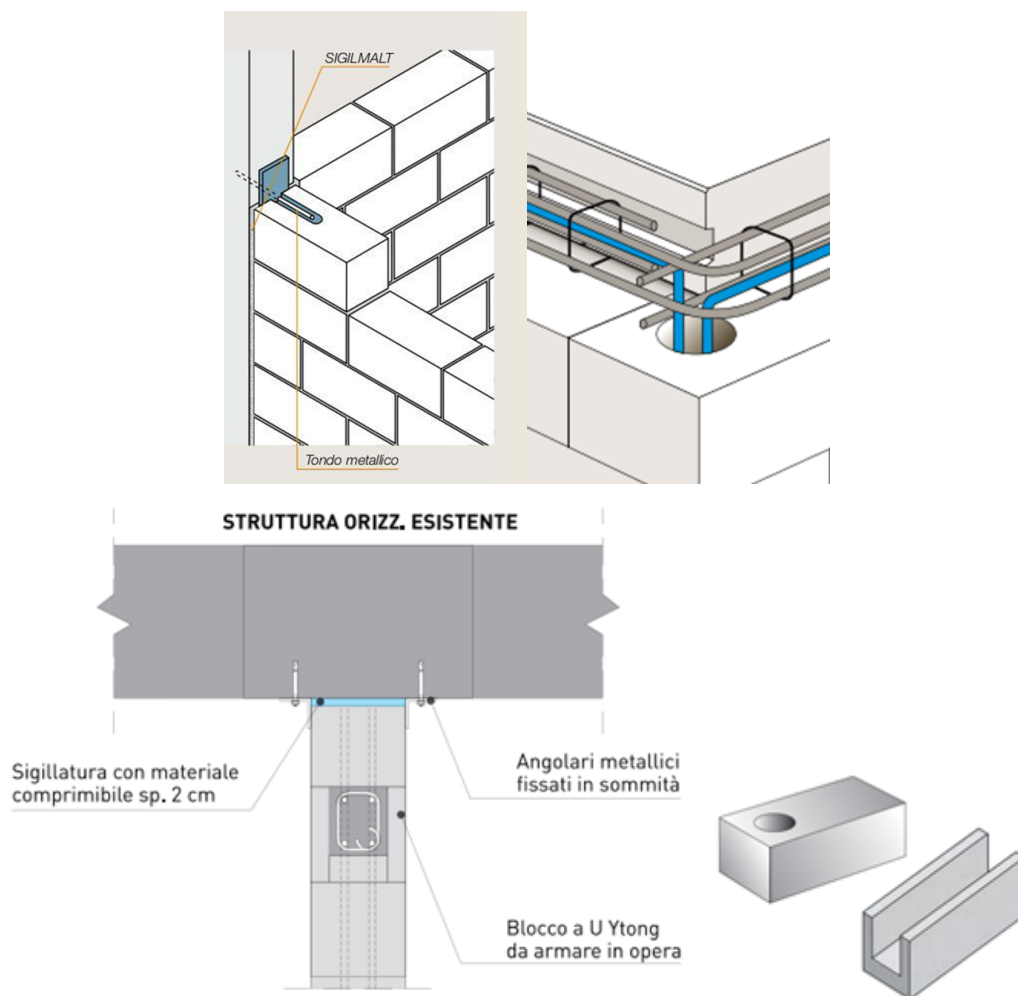 SIGILMALT
Tondo metallico
STRUTTURA ORIZZ. ESISTENTE
Sigillatura con materiale
comprimibile sp. 2 cm
Angolari metallici
fissati in sommità
Blocco a U Ytong
da armare in opera